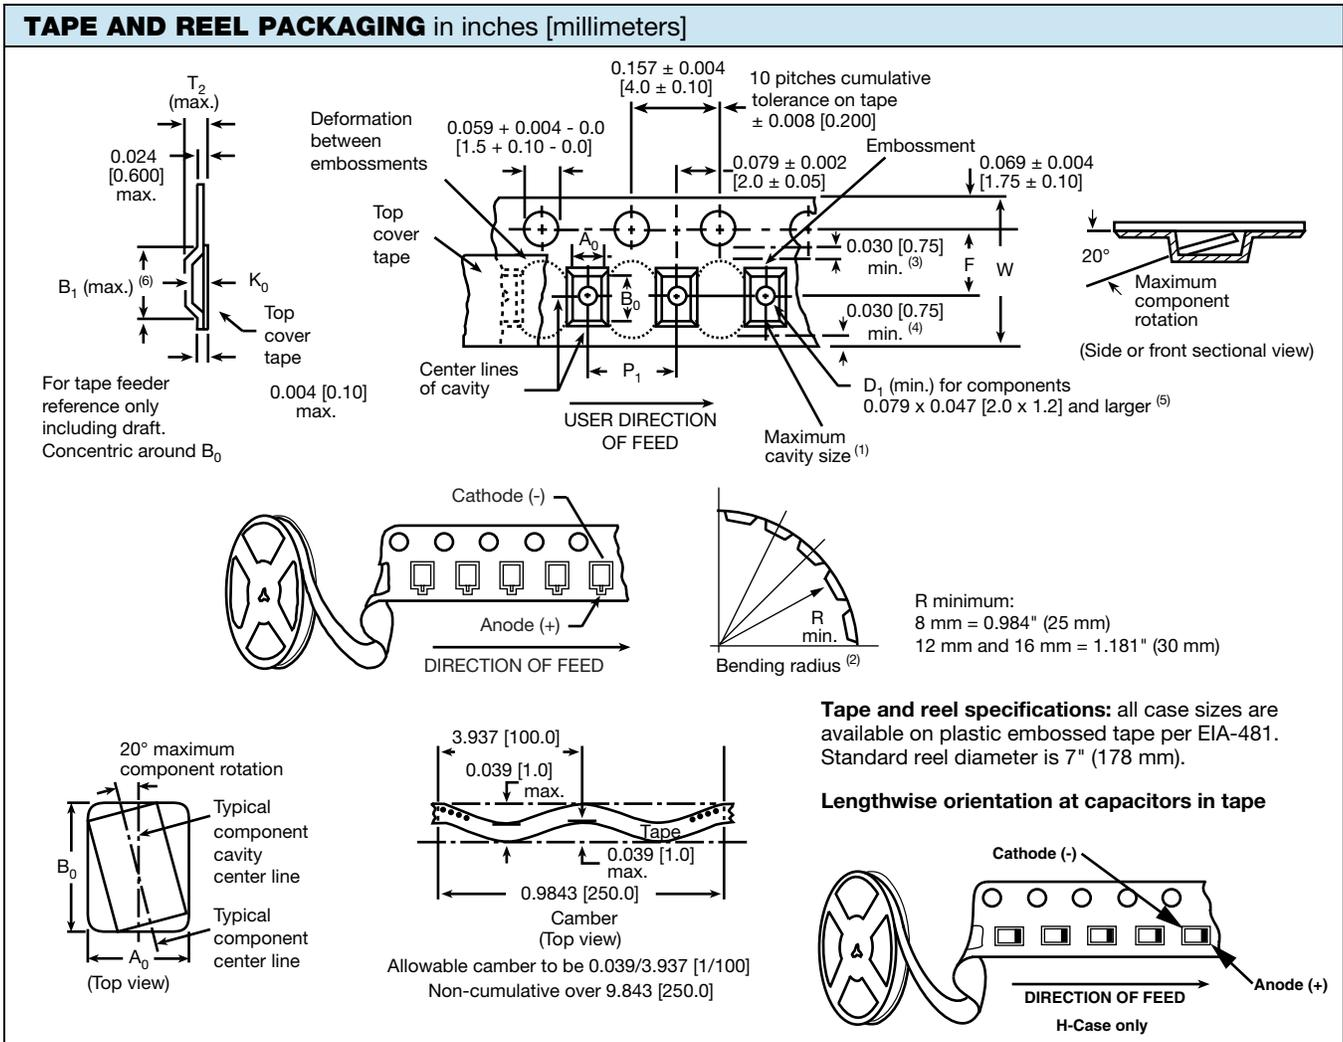 TAPE AND REEL PACKAGING in inches [millimeters]
T2
(max.)
0.024
[0.600]
max.
B1 (max.) (6)
K0
Top
cover
tape
For tape feeder
reference only
including draft.
Concentric around B0
0.004 [0.10]
max.
Deformation
between
embossments
0.059 + 0.004 - 0.0
[1.5 + 0.10 - 0.0]
0.157 ± 0.004
[4.0 ± 0.10]
10 pitches cumulative
tolerance on tape
± 0.008 [0.200]
Embossment
0.079 ± 0.002
[2.0 ± 0.05]
0.069 ± 0.004
[1.75 ± 0.10]
Top
cover
tape
A0
B0
0.030 [0.75]
min. (3)
F
W
0.030 [0.75]
min. (4)
Center lines
of cavity
P1
USER DIRECTION
OF FEED
D1 (min.) for components
0.079 x 0.047 [2.0 x 1.2] and larger (5)
Maximum
cavity size (1)
20°
Maximum
component
rotation
(Side or front sectional view)
Cathode (-)
Anode (+)
DIRECTION OF FEED
R
min.
Bending radius (2)
R minimum:
8 mm = 0.984" (25 mm)
12 mm and 16 mm = 1.181" (30 mm)
20° maximum
component rotation
Typical
component
cavity
center line
B0
Typical
component
center line
A0
(Top view)
3.937 [100.0]
0.039 [1.0]
max.
Tape
0.039 [1.0]
max.
0.9843 [250.0]
Camber
(Top view)
Allowable camber to be 0.039/3.937 [1/100]
Non-cumulative over 9.843 [250.0]
Tape and reel specifications: all case sizes are
available on plastic embossed tape per EIA-481.
Standard reel diameter is 7" (178 mm).
Lengthwise orientation at capacitors in tape
Cathode (-)
Anode (+)
DIRECTION OF FEED
H-Case only